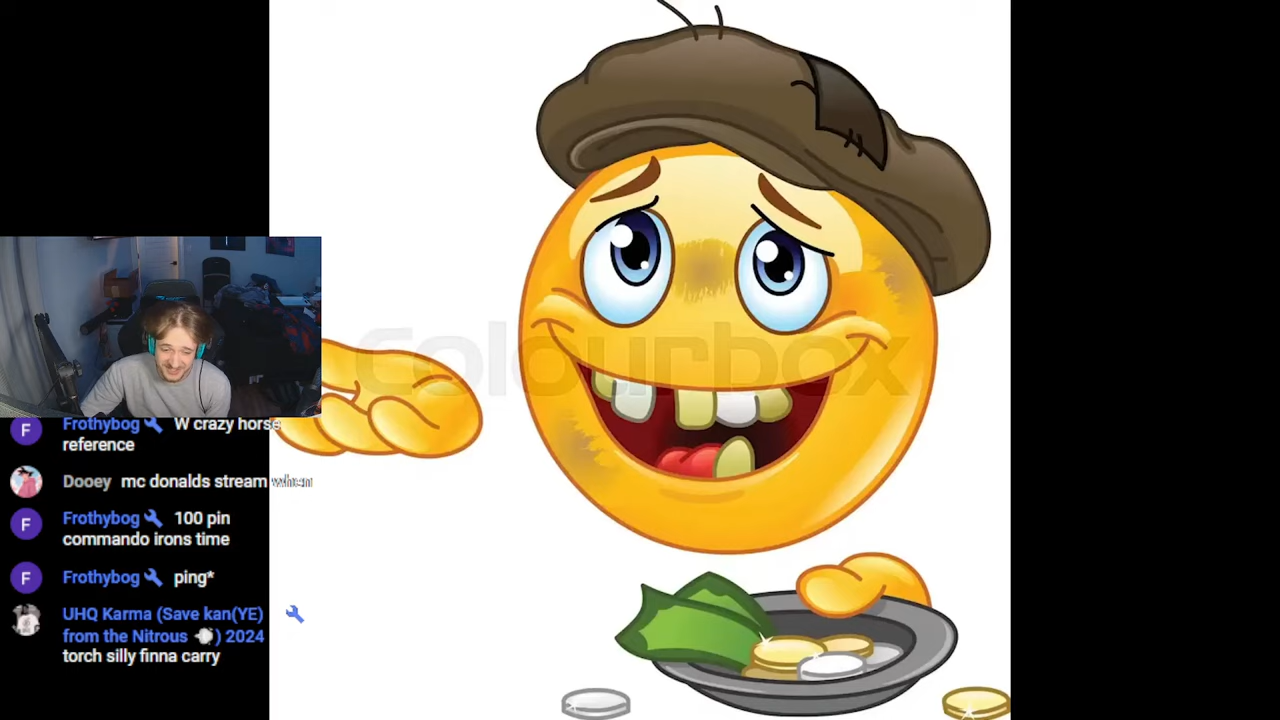 Colourbox
F Frothybog W crazy horse
reference
Dooey mc donalds stream when
F Frothybog 100 pin
commando irons time
F Frothybog ping*
UHQ Karma (Save kan(YE)
from the Nitrous ) 2024
torch silly finna carry